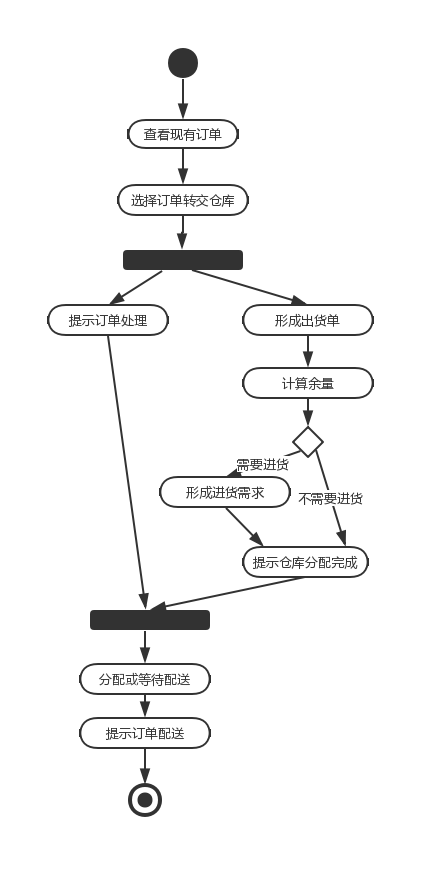 查看现有订单
选择订单转交仓库
提示订单处理
形成出货单
计算余量
需要进货
形成进货需求
不需要进货
提示仓库分配完成
分配或等待配送
提示订单配送